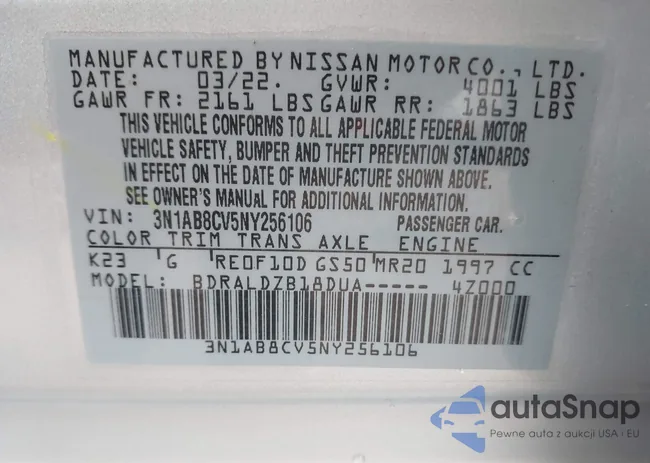 MANUFACTURED BY NISSAN MOTOR CO., LTD.
DATE: 03/22. GVWR: 4001 LBS
GAWR FR: 2161 LBS GAWR RR: 1863 LBS
THIS VEHICLE CONFORMS TO ALL APPLICABLE FEDERAL MOTOR
VEHICLE SAFETY, BUMPER AND THEFT PREVENTION STANDARDS
IN EFFECT ON THE DATE OF MANUFACTURE SHOWN ABOVE.
SEE OWNER'S MANUAL FOR ADDITIONAL INFORMATION.
VIN: 3N1AB8CV5NY256106 PASSENGER CAR.
COLOR TRIM TRANS AXLE ENGINE
K23 G RE0F10D GS50 MR20 1997 CC
MODEL: BDRALDZB18DUA----- 4Z000
3N1AB8CV5NY256106
autaSnap
Pewne auta z aukcji USA i EU